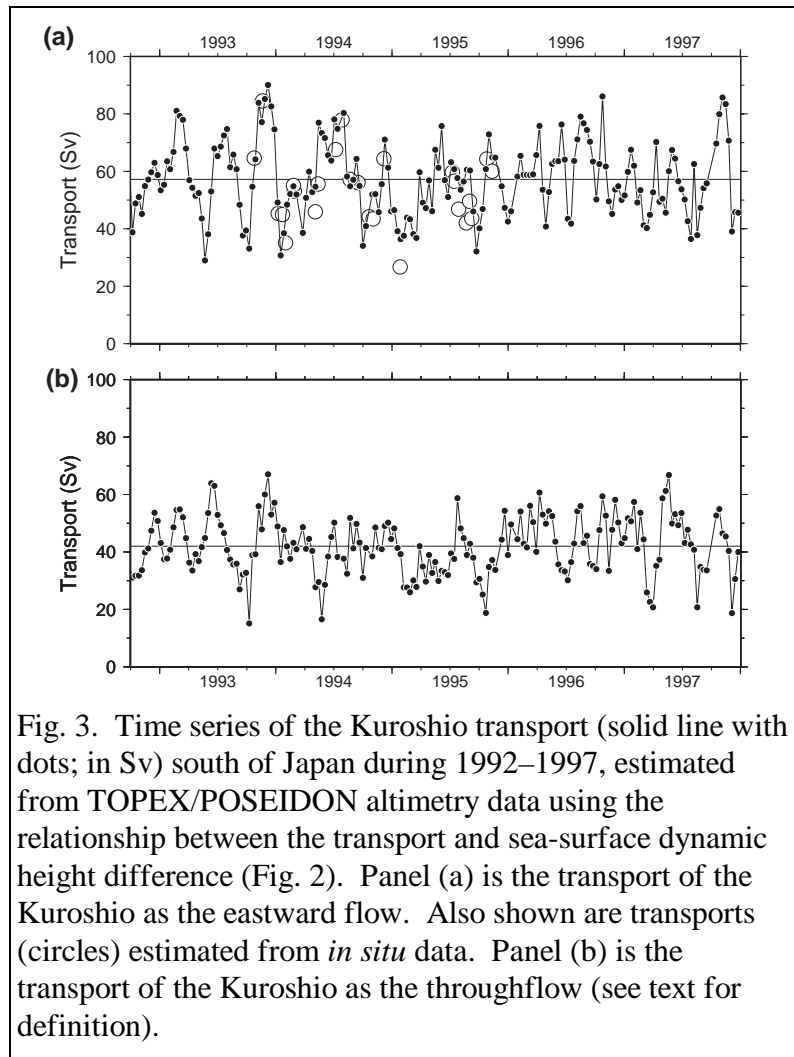 (a)
1993 1994 1995 1996 1997
100
80
60
40
20
0
Transport (Sv)
(b)
100
80
60
40
20
0
Transport (Sv)
1993 1994 1995 1996 1997
Fig. 3. Time series of the Kuroshio transport (solid line with
dots; in Sv) south of Japan during 1992–1997, estimated
from TOPEX/POSEIDON altimetry data using the
relationship between the transport and sea-surface dynamic
height difference (Fig. 2). Panel (a) is the transport of the
Kuroshio as the eastward flow. Also shown are transports
(circles) estimated from in situ data. Panel (b) is the
transport of the Kuroshio as the throughflow (see text for
definition).